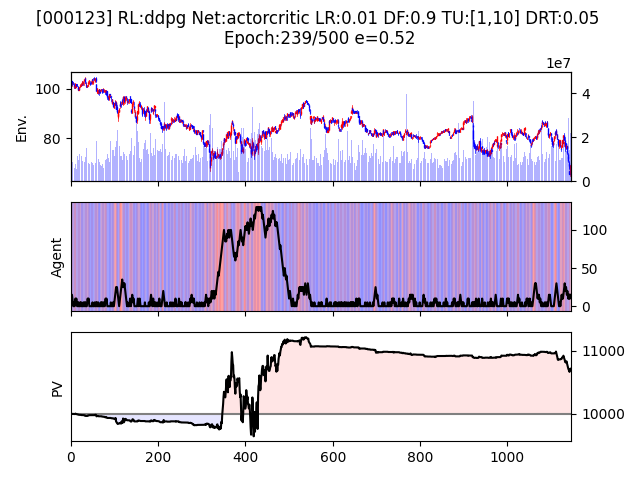 [000123] RL:ddpg Net:actorcritic LR:0.01 DF:0.9 TU:[1,10] DRT:0.05
Epoch:239/500 e=0.52
1e7
100
80
Env.
4
2
0
Agent
100
50
0
PV
11000
10000
0 200 400 600 800 1000